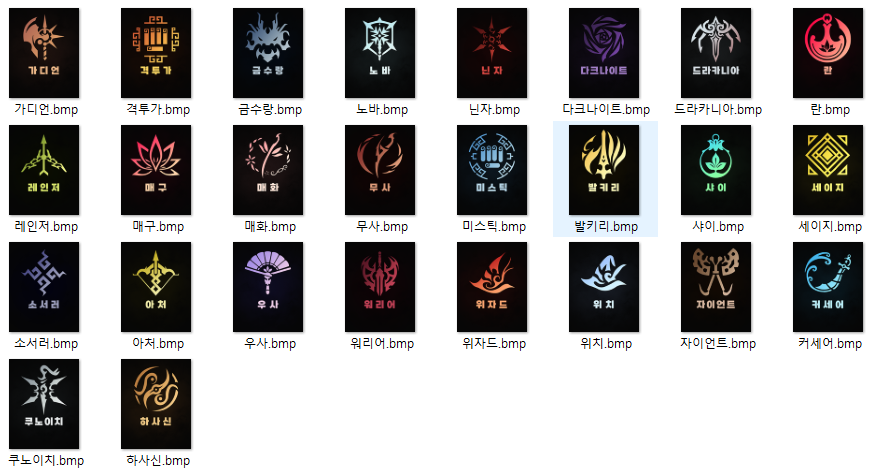 가디언 격투가 금수랑 노바 닌자 다크나이트 드라카니아 란
가디언.bmp 격투가.bmp 금수랑.bmp 노바.bmp 닌자.bmp 다크나이트.bmp 드라카니아.bmp 란.bmp
레인저 매구 매화 무사 미스틱 발키리 샤이 세이지
레인저.bmp 매구.bmp 매화.bmp 무사.bmp 미스틱.bmp 발키리.bmp 샤이.bmp 세이지.bmp
소서러 아처 우사 워리어 위자드 위치 자이언트 커세어
소서러.bmp 아처.bmp 우사.bmp 워리어.bmp 위자드.bmp 위치.bmp 자이언트.bmp 커세어.bmp
쿠노이치 하사신
쿠노이치.bmp 하사신.bmp